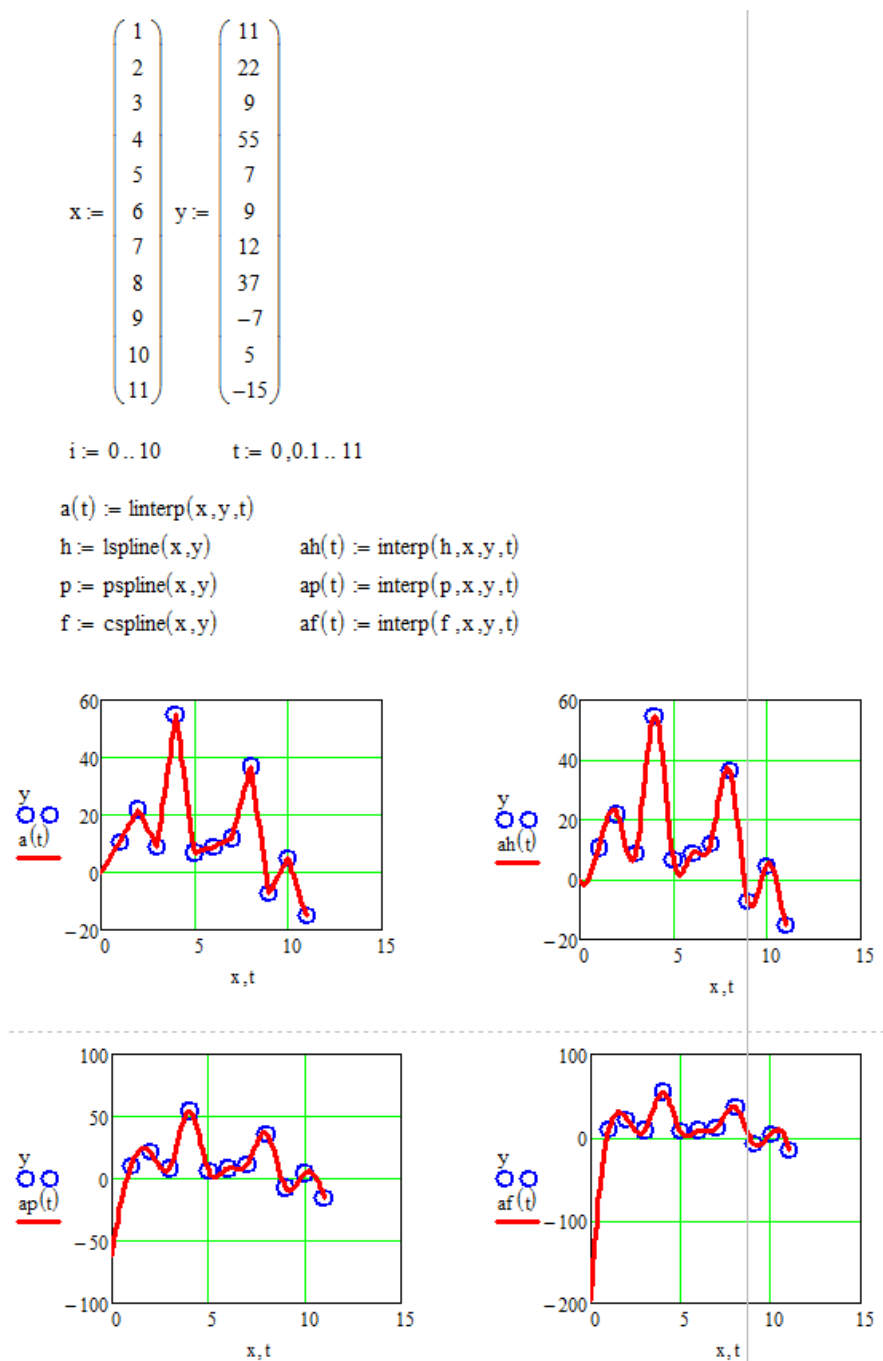 x := ( 1 2 3 4 5 6 7 8 9 10 11 ) y := ( 11 22 9 55 7 9 12 37 −7 5 −15 )
i := 0 .. 10 t := 0 , 0.1 .. 11
a(t) := linterp(x , y , t)
h := lspline(x , y) ah(t) := interp(h , x , y , t)
p := pspline(x , y) ap(t) := interp(p , x , y , t)
f := cspline(x , y) af(t) := interp(f , x , y , t)
60
40
20
0
−20
y
a(t)
0 5 10 15
x , t
60
40
20
0
−20
y
ah(t)
0 5 10 15
x , t
100
50
0
−50
−100
y
ap(t)
0 5 10 15
x , t
100
0
−100
−200
y
af(t)
0 5 10 15
x , t